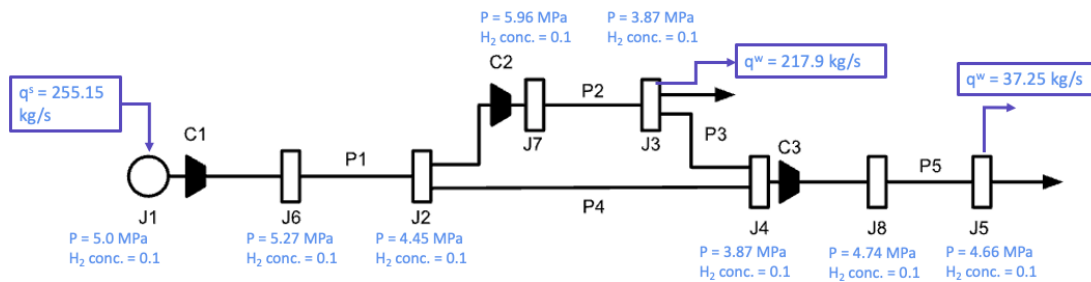 P = 5.96 MPa
H₂ conc. = 0.1
P = 3.87 MPa
H₂ conc. = 0.1
qˢ = 255.15
kg/s
C1
C2
P2
qʷ = 217.9 kg/s
qʷ = 37.25 kg/s
J7
J3
P3
C3
P1
P4
P5
J1
J6
J2
J4
J8
J5
P = 5.0 MPa
H₂ conc. = 0.1
P = 5.27 MPa
H₂ conc. = 0.1
P = 4.45 MPa
H₂ conc. = 0.1
P = 3.87 MPa
H₂ conc. = 0.1
P = 4.74 MPa
H₂ conc. = 0.1
P = 4.66 MPa
H₂ conc. = 0.1